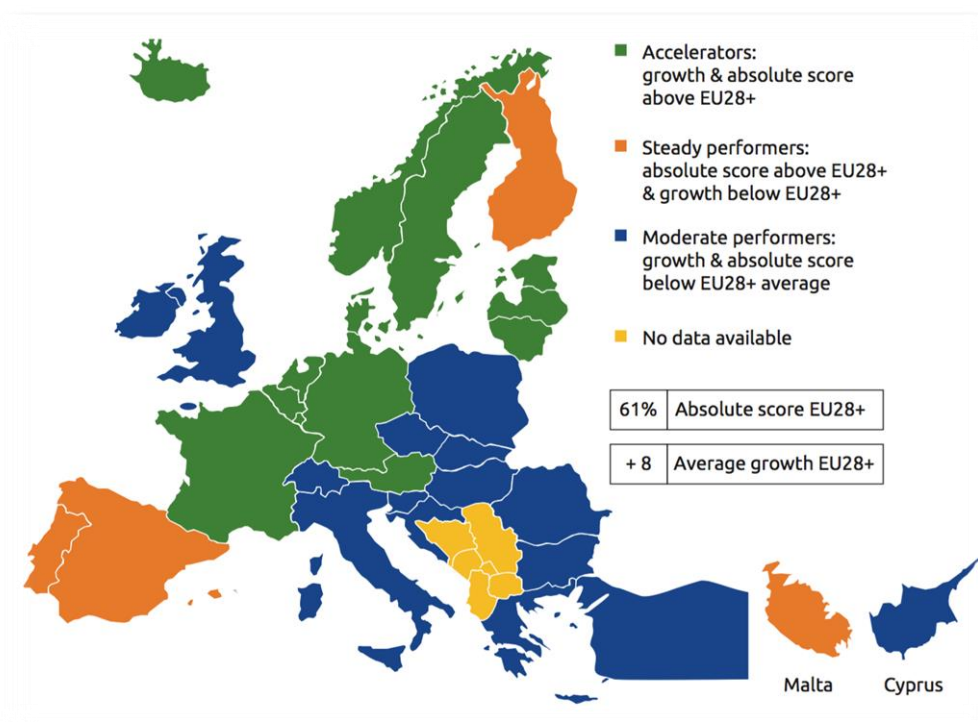 Accelerators:
growth & absolute score
above EU28+
Steady performers:
absolute score above EU28+
& growth below EU28+
Moderate performers:
growth & absolute score
below EU28+ average
No data available
61% Absolute score EU28+
+ 8 Average growth EU28+
Malta Cyprus